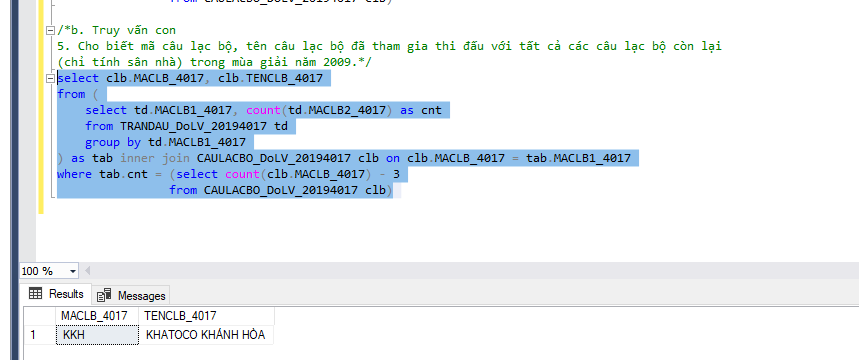 from CAULACBO_DoLV_20194017 clb)
/*b. Truy vấn con
5. Cho biết mã câu lạc bộ, tên câu lạc bộ đã tham gia thi đấu với tất cả các câu lạc bộ còn lại
(chỉ tính sân nhà) trong mùa giải năm 2009.*/
select clb.MACLB_4017, clb.TENCLB_4017
from (
select td.MACLB1_4017, count(td.MACLB2_4017) as cnt
from TRANDAU_DoLV_20194017 td
group by td.MACLB1_4017
) as tab inner join CAULACBO_DoLV_20194017 clb on clb.MACLB_4017 = tab.MACLB1_4017
where tab.cnt = (select count(clb.MACLB_4017) - 3
from CAULACBO_DoLV_20194017 clb)
100 %
Results Messages
MACLB_4017 TENCLB_4017
1 KKH KHATOCO KHÁNH HÒA